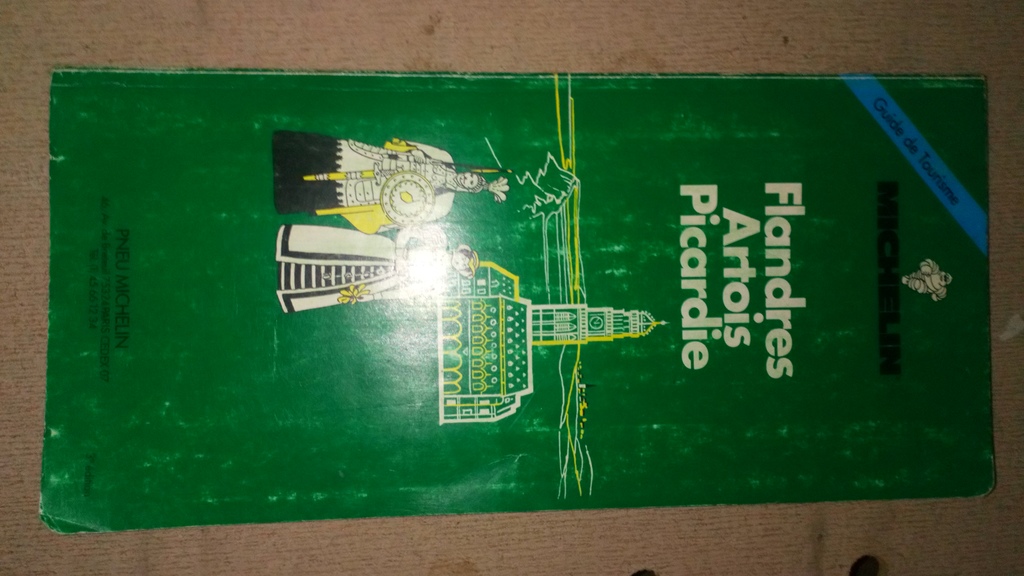 Guide de Tourisme
MICHELIN
Flandres
Artois
Picardie
PNEU MICHELIN